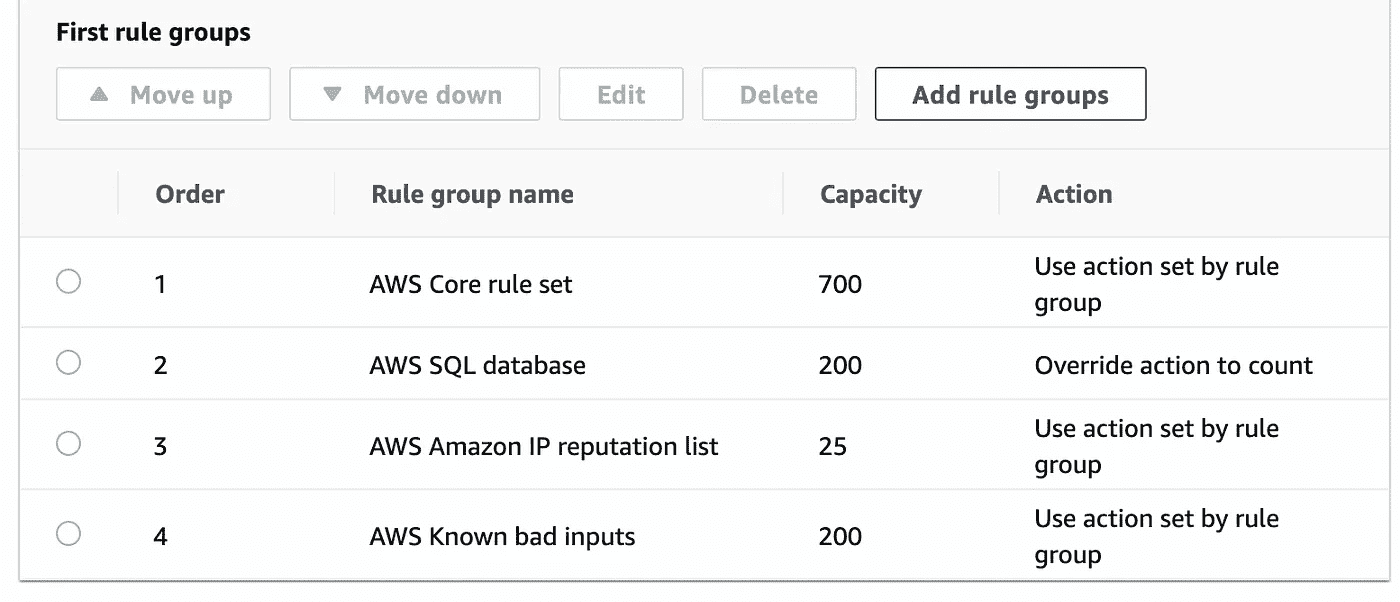 First rule groups
Move up Move down Edit Delete Add rule groups
Order Rule group name Capacity Action
1 AWS Core rule set 700 Use action set by rule
group
2 AWS SQL database 200 Override action to count
3 AWS Amazon IP reputation list 25 Use action set by rule
group
4 AWS Known bad inputs 200 Use action set by rule
group